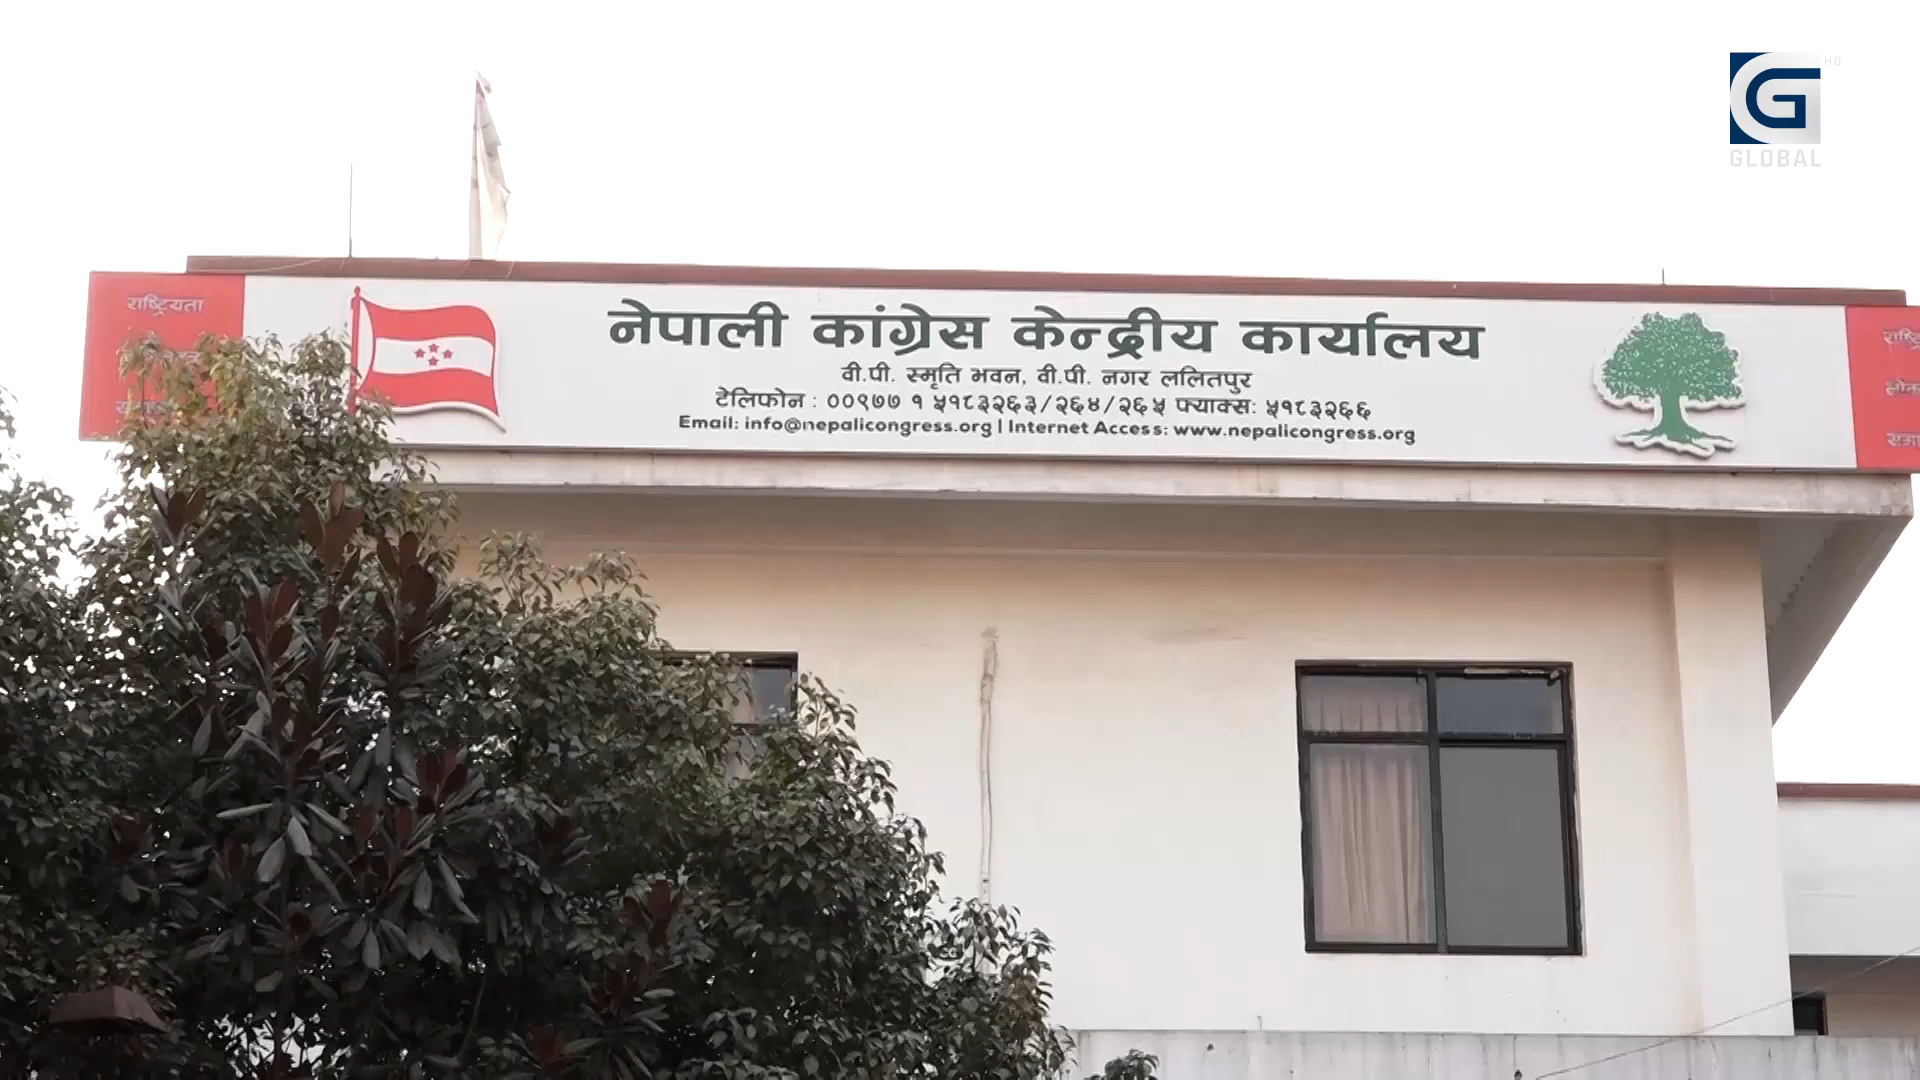 HD
GLOBAL
राष्ट्रियता
नेपाली कांग्रेस केन्द्रीय कार्यालय
वी.पी. स्मृति भवन, वी.पी. नगर ललितपुर
टेलिफोन : ००९७७ १ ५१८३२६३/२६४/२६५ फ्याक्स: ५१८३२६६
Email: info@nepalicongress.org | Internet Access: www.nepalicongress.org